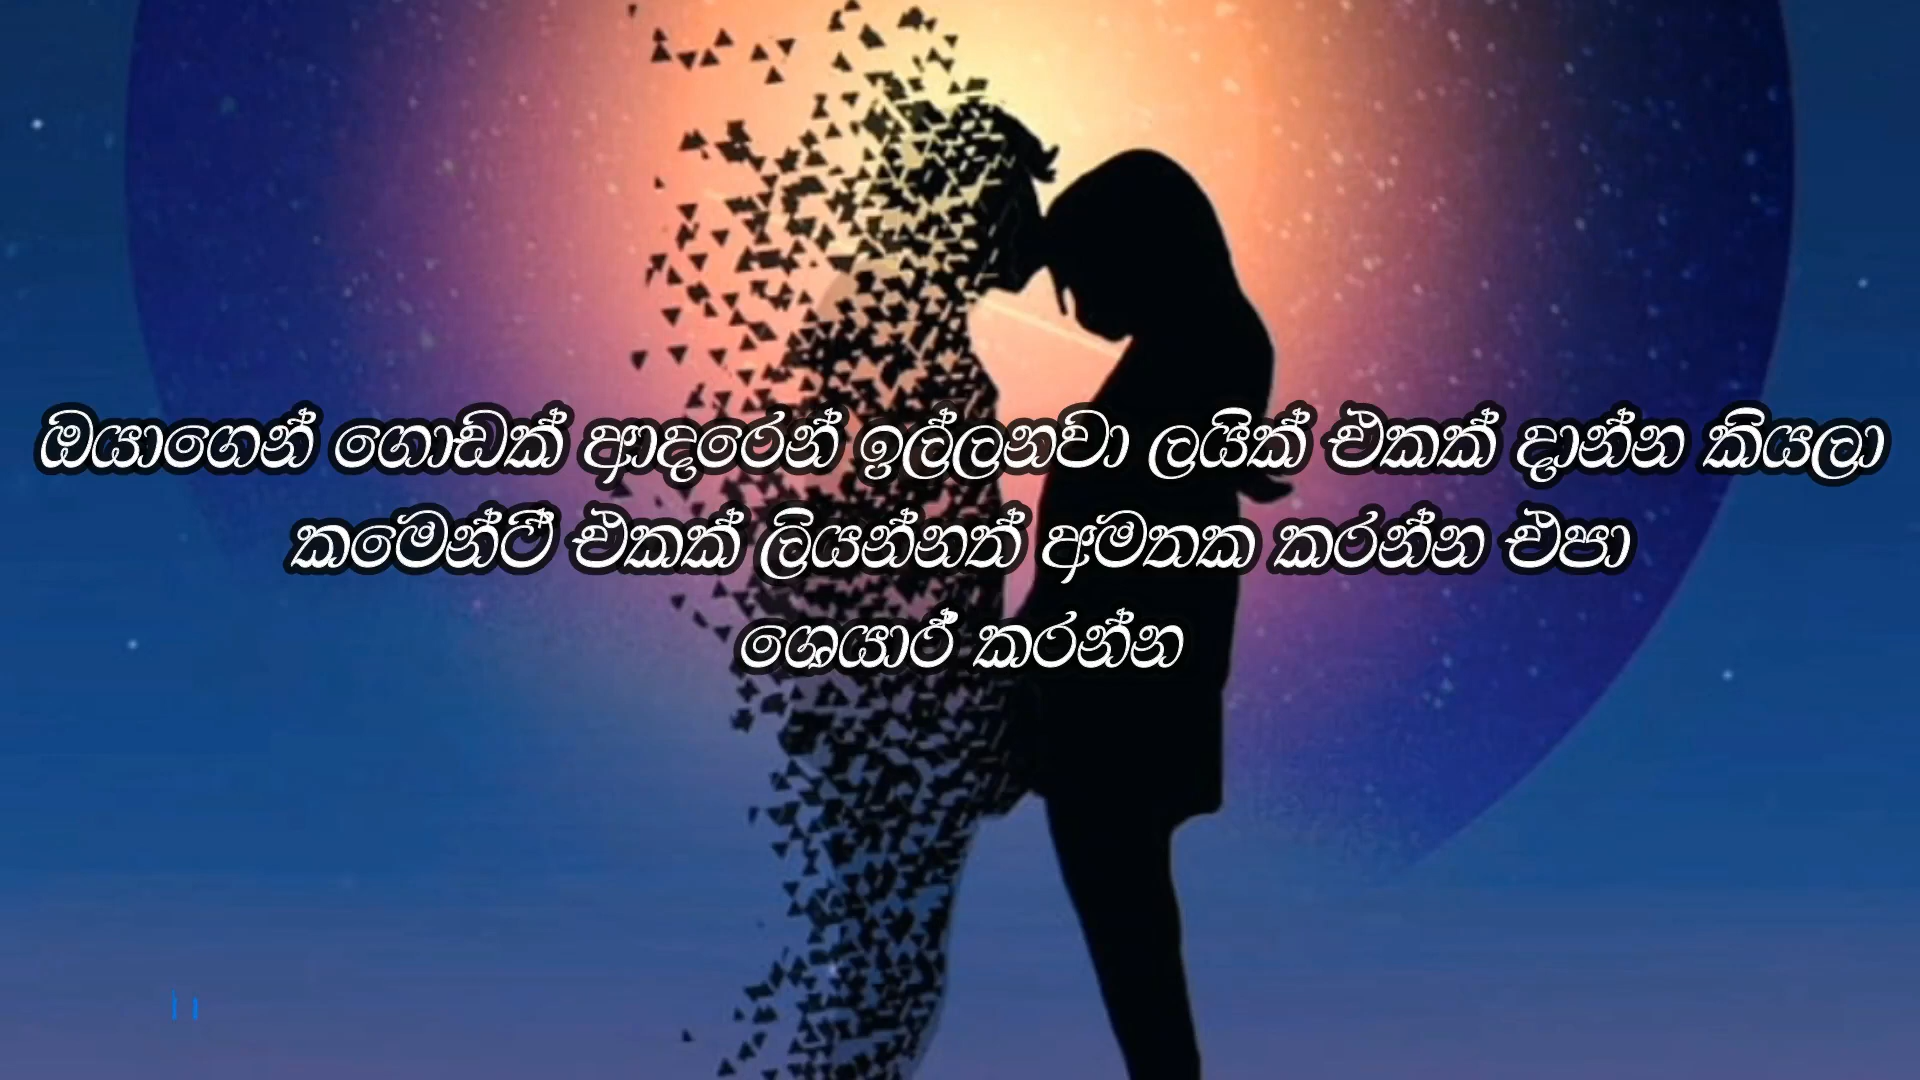 ඔයාගෙන් ගොඩක් ආදරෙන් ඉල්ලනවා ලයික් එකක් දාන්න කියලා
කමෙන්ට් එකක් ලියන්නත් අමතක කරන්න එපා
ශෙයාර් කරන්න